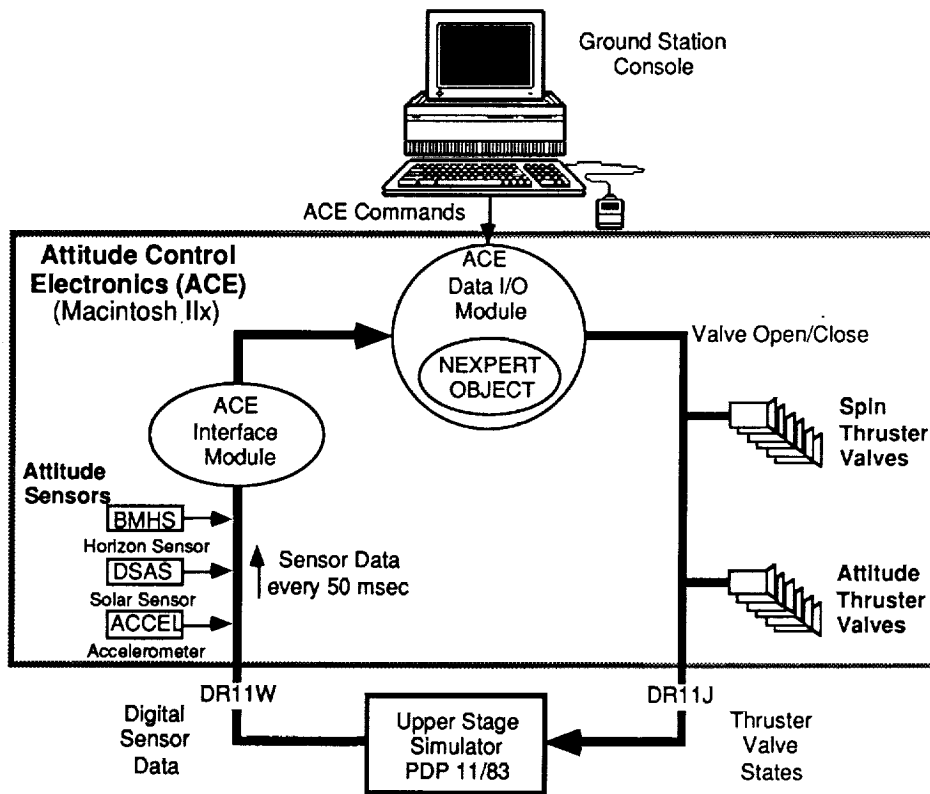 Ground Station
Console
ACE Commands
Attitude Control
Electronics (ACE)
(Macintosh IIx)
ACE
Data I/O
Module
NEXPERT
OBJECT
Valve Open/Close
ACE
Interface
Module
Spin
Thruster
Valves
Attitude
Sensors
BMHS
Horizon Sensor
DSAS
Solar Sensor
ACCEL
Accelerometer
Sensor Data
every 50 msec
Attitude
Thruster
Valves
DR11W
DR11J
Digital
Sensor
Data
Upper Stage
Simulator
PDP 11/83
Thruster
Valve
States